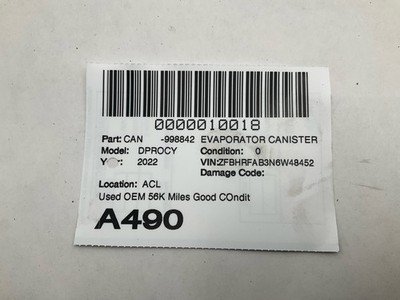 0000010018
Part: CAN -998842 EVAPORATOR CANISTER
Model: DPROCY Condition: 0
Year: 2022 VIN:ZFBHRFAB3N6W48452
Damage Code:
Location: ACL
Used OEM 56K Miles Good COndit
A490